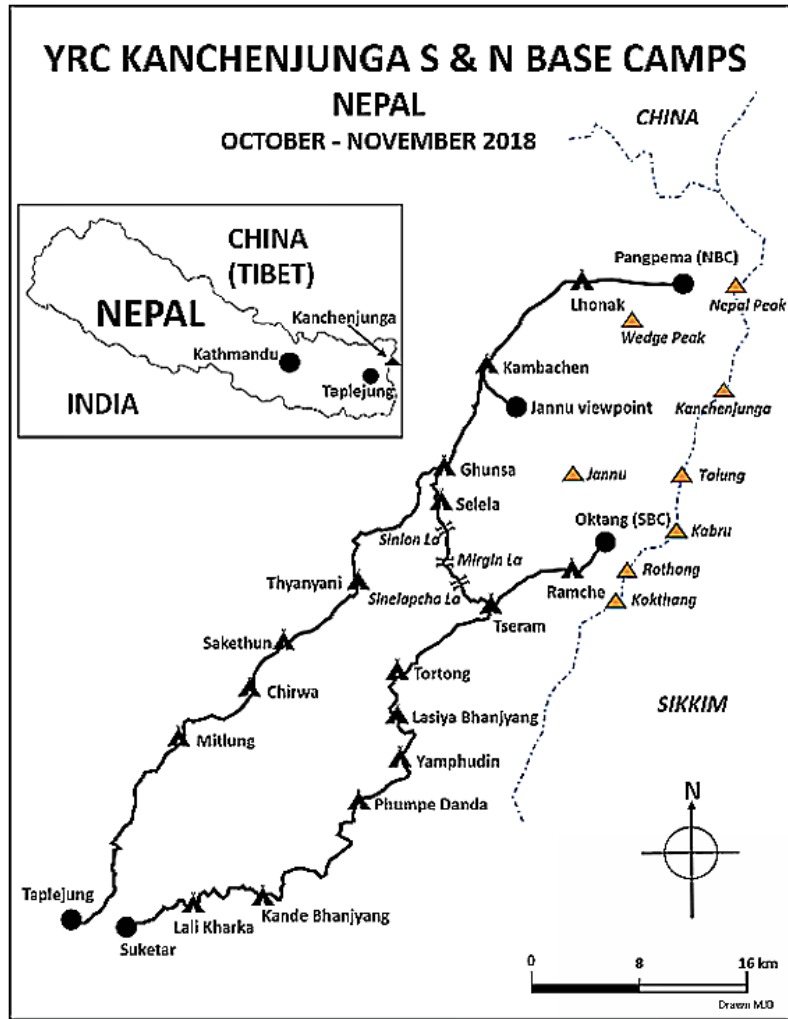 YRC KANCHENJUNGA S & N BASE CAMPS
NEPAL
OCTOBER - NOVEMBER 2018
CHINA
CHINA
(TIBET)
NEPAL
Kanchenjunga
Kathmandu
Taplejung
INDIA
Pangpema (NBC)
Lhonak
Nepal Peak
Wedge Peak
Kambachen
Kanchenjunga
Jannu viewpoint
Ghunsa
Jannu
Talung
Selela
Oktang (SBC)
Kabru
Sinion La
Mirgin La
Rothong
Thyanyani
Sinelapcha La
Ramche
Kokthang
Tseram
Sakethun
Tortong
Chirwa
SIKKIM
Lasiya Bhanjyang
Mitlung
Yamphudin
N
Phumpe Danda
Taplejung
Lali Kharka
Kande Bhanjyang
Suketar
0 8 16 km
Drawn MJB